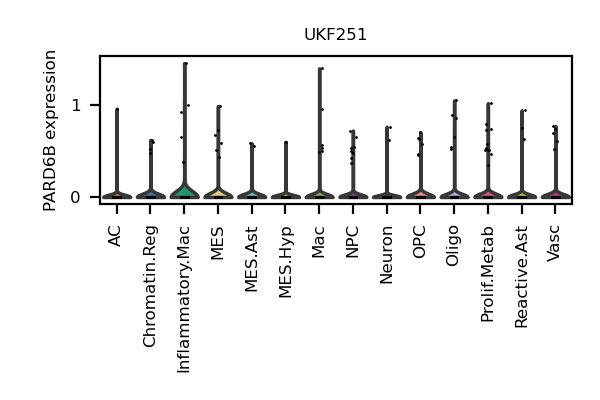 UKF251
PARD6B expression
1
0
AC
Chromatin.Reg
Inflammatory.Mac
MES
MES.Ast
MES.Hyp
Mac
NPC
Neuron
OPC
Oligo
Prolif.Metab
Reactive.Ast
Vasc